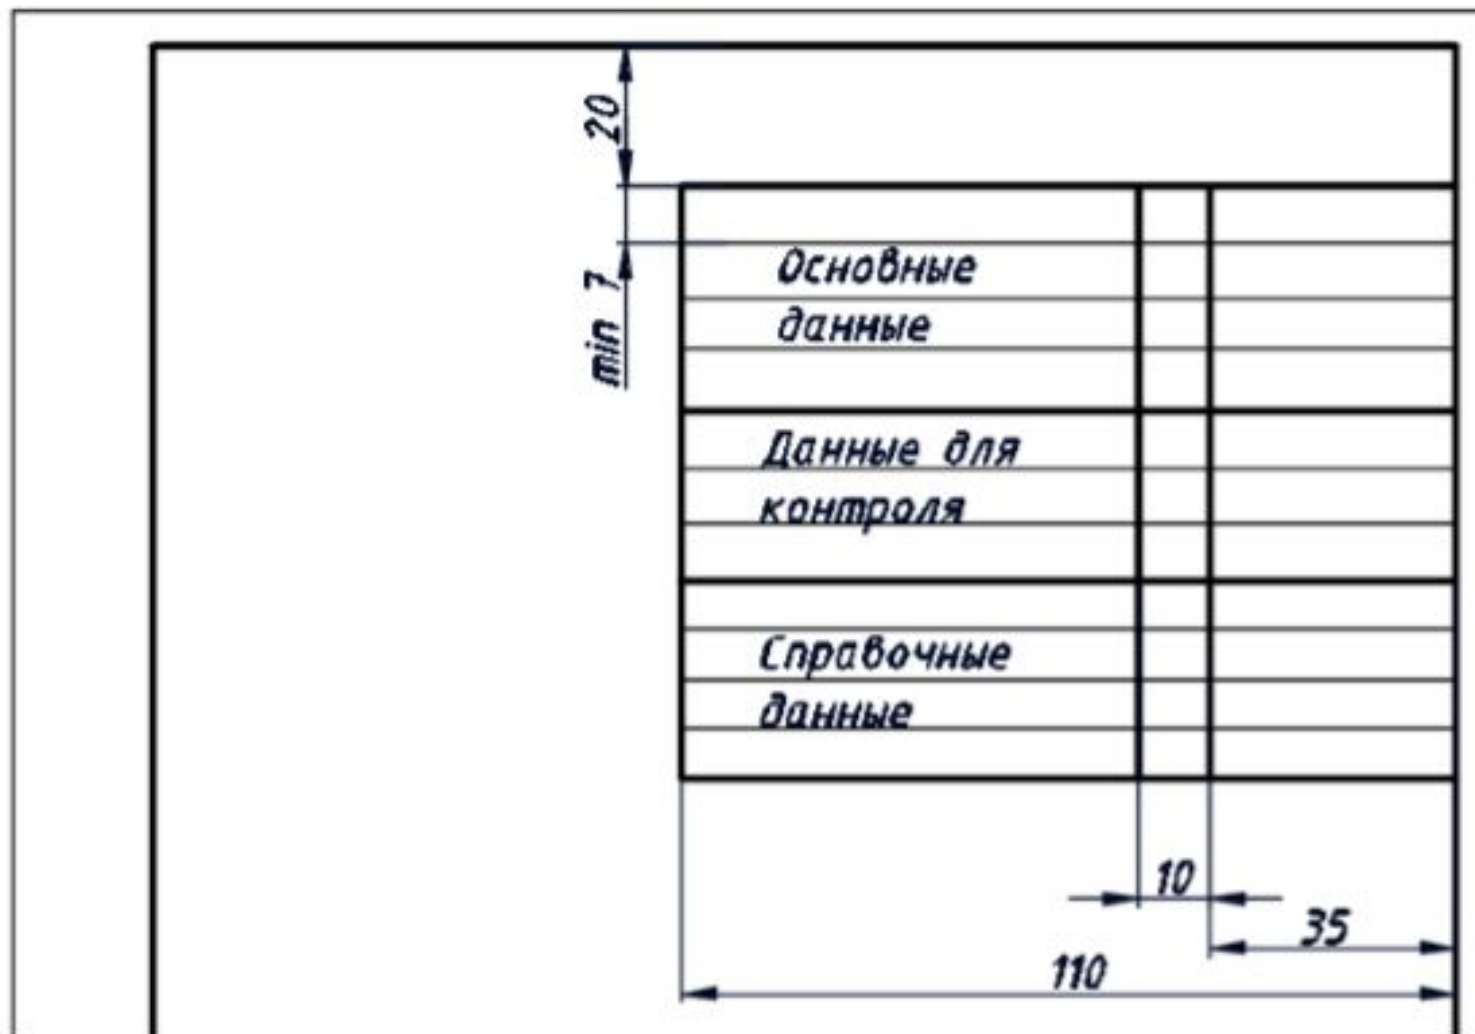 20
min 7
Основные
данные
Данные для
контроля
Справочные
данные
10
35
110